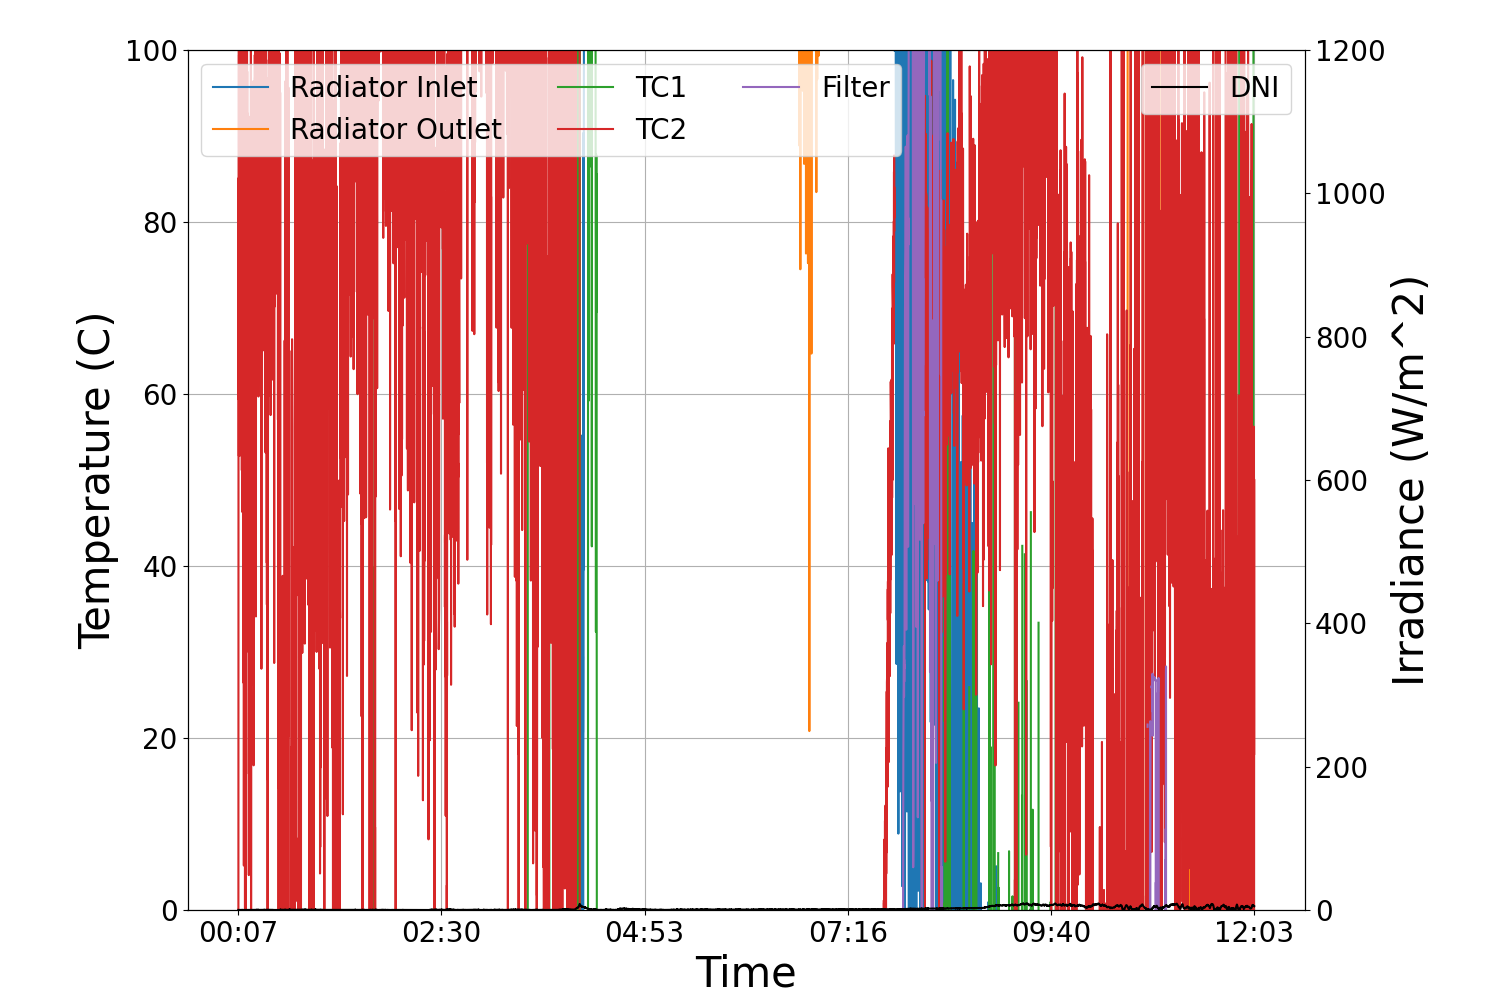 100
80
60
40
20
0
Temperature (C)
Radiator Inlet
Radiator Outlet
TC1
TC2
Filter
DNI
1200
1000
800
600
400
200
0
Irradiance (W/m^2)
00:07
02:30
04:53
07:16
09:40
12:03
Time